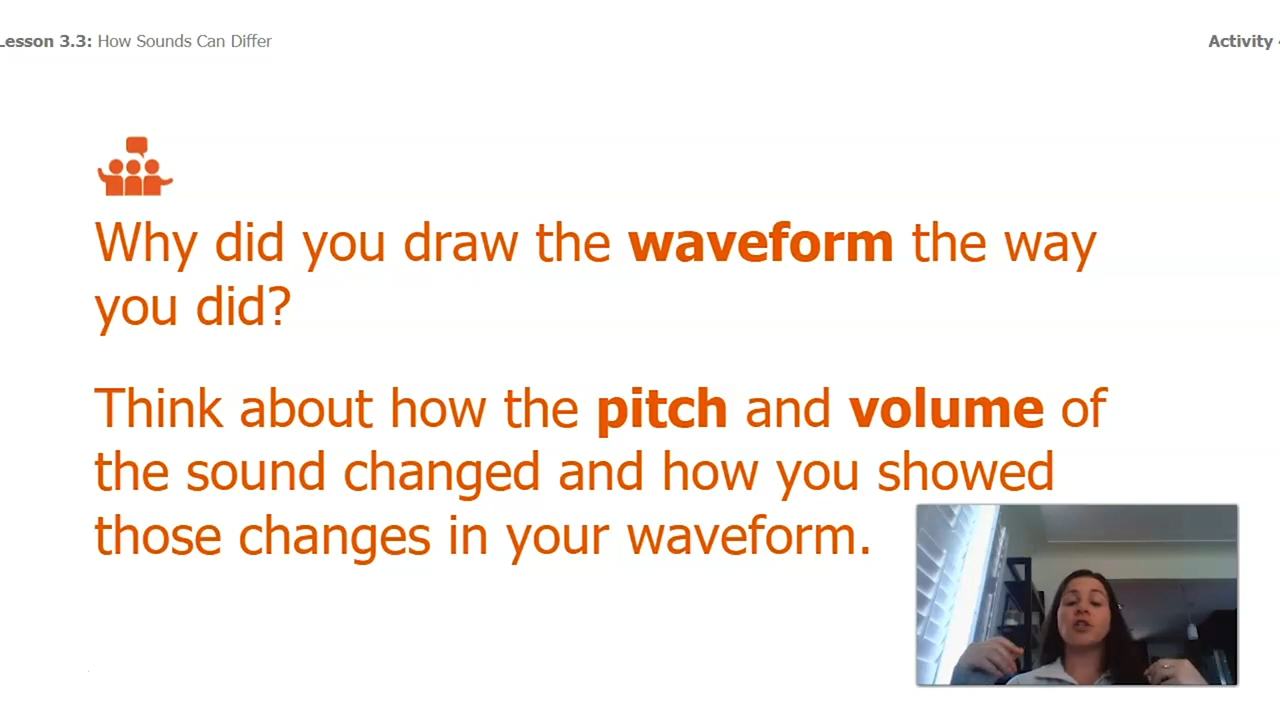 Lesson 3.3: How Sounds Can Differ
Activity
Why did you draw the waveform the way
you did?
Think about how the pitch and volume of
the sound changed and how you showed
those changes in your waveform.